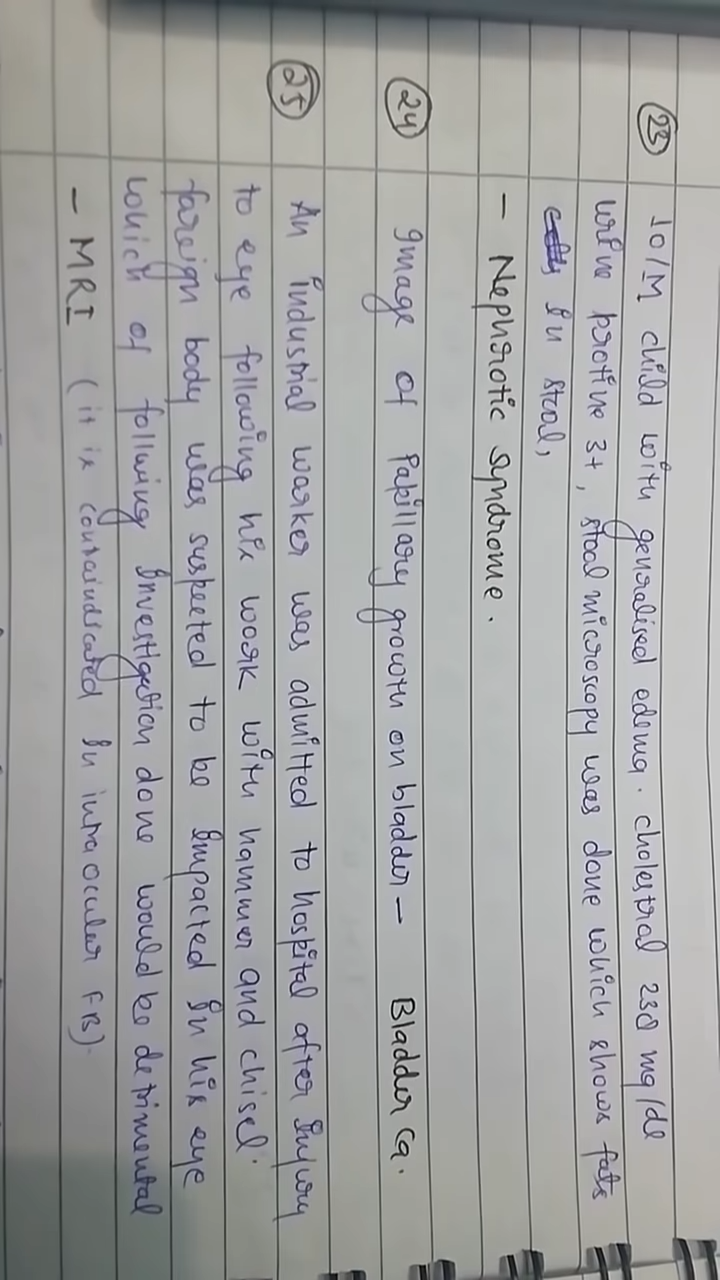 23 10/M child with generalised edema. cholestral 230 mg/dl
urine protine 3+, stool microscopy was done which shows fats
in stool,
- Nephrotic syndrome.
24 Image of Papillary growth on bladder - Bladder Ca.
25 An industrial worker was admitted to hospital after Injury
to eye following his work with hammer and chisel.
foreign body was suspected to be impacted in his eye
which of following Investigation done would be detrimental
- MRI (it is contraindicated in intraocular FB).